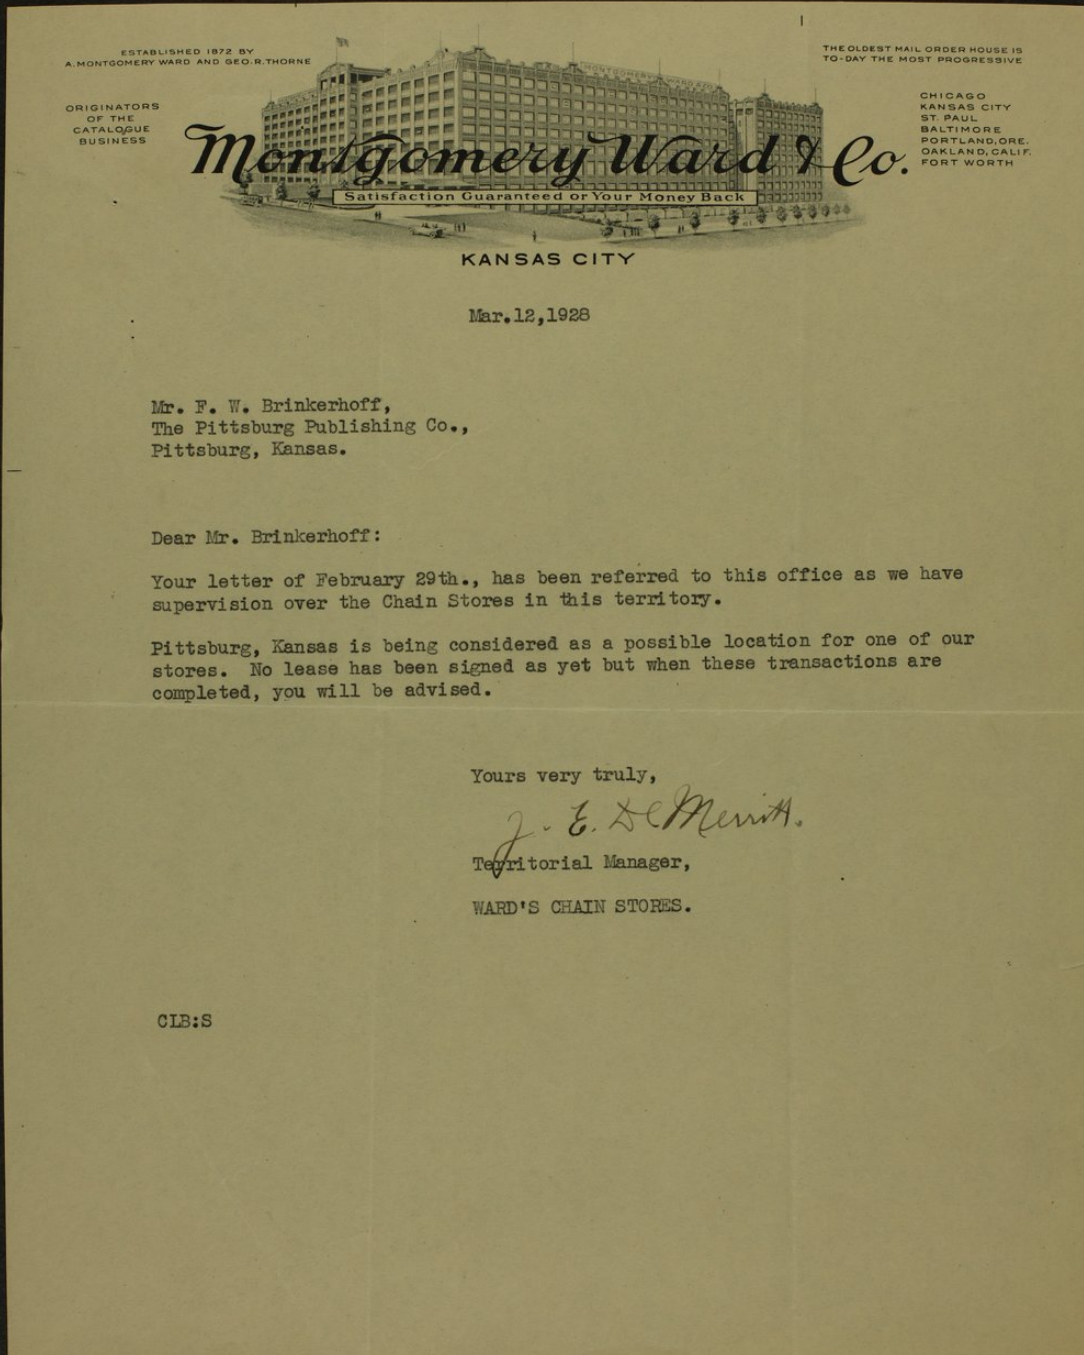 ESTABLISHED 1872 BY
A. MONTGOMERY WARD AND GEO. R. THORNE
ORIGINATORS
OF THE
CATALOGUE
BUSINESS
THE OLDEST MAIL ORDER HOUSE IS
TO-DAY THE MOST PROGRESSIVE
CHICAGO
KANSAS CITY
ST. PAUL
BALTIMORE
PORTLAND, ORE.
OAKLAND, CALIF.
FORT WORTH
MONTGOMERY WARD & CO
Montgomery Ward & Co.
Satisfaction Guaranteed or Your Money Back
KANSAS CITY
Mar.12,1928
Mr. F. W. Brinkerhoff,
The Pittsburg Publishing Co.,
Pittsburg, Kansas.
Dear Mr. Brinkerhoff:
Your letter of February 29th., has been referred to this office as we have
supervision over the Chain Stores in this territory.
Pittsburg, Kansas is being considered as a possible location for one of our
stores. No lease has been signed as yet but when these transactions are
completed, you will be advised.
Yours very truly,
J. E. DeMerritt.
Territorial Manager,
WARD'S CHAIN STORES.
CLB:S